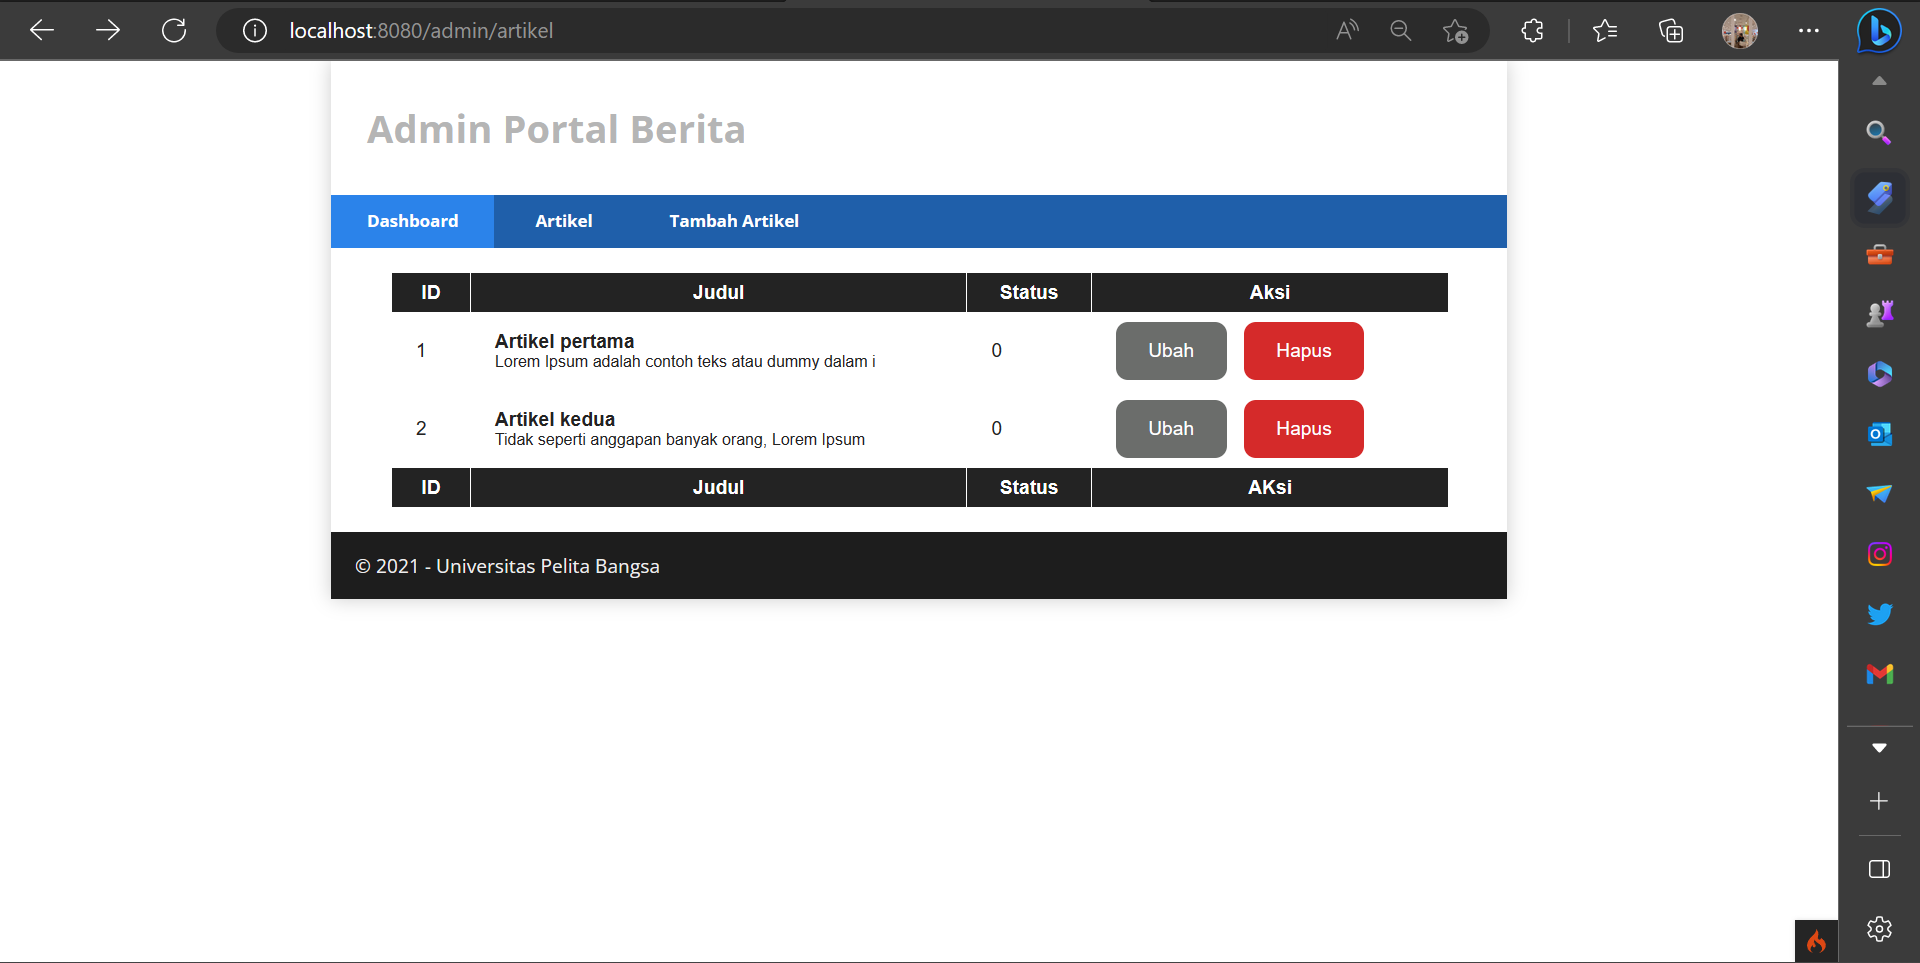 localhost:8080/admin/artikel
Admin Portal Berita
Dashboard Artikel Tambah Artikel
ID Judul Status Aksi
1 Artikel pertama 0 Ubah Hapus
Lorem Ipsum adalah contoh teks atau dummy dalam i
2 Artikel kedua 0 Ubah Hapus
Tidak seperti anggapan banyak orang, Lorem Ipsum
ID Judul Status AKsi
© 2021 - Universitas Pelita Bangsa